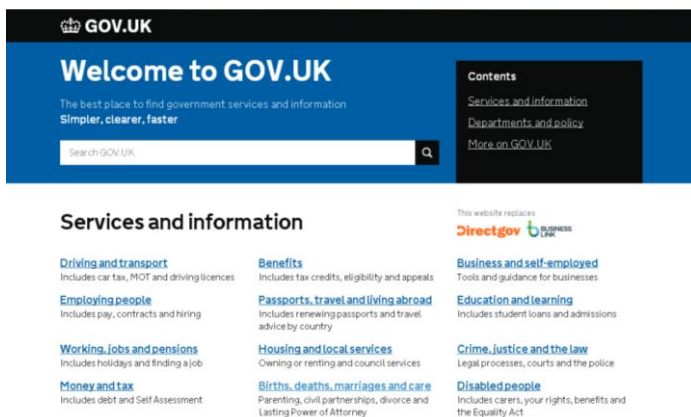 GOV.UK
Welcome to GOV.UK
The best place to find government services and information
Simpler, clearer, faster
Search GOV.UK
Contents
Services and information
Departments and policy
More on GOV.UK
Services and information
This website replaces
Directgov BUSINESS LINK
Driving and transport
Includes car tax, MOT and driving licences
Benefits
Includes tax credits, eligibility and appeals
Business and self-employed
Tools and guidance for businesses
Employing people
Includes pay, contracts and hiring
Passports, travel and living abroad
Includes renewing passports and travel
advice by country
Education and learning
Includes student loans and admissions
Working, jobs and pensions
Includes holidays and finding a job
Housing and local services
Owning or renting and council services
Crime, justice and the law
Legal processes, courts and the police
Money and tax
Includes debt and Self Assessment
Births, deaths, marriages and care
Parenting, civil partnerships, divorce and
Lasting Power of Attorney
Disabled people
Includes carers, your rights, benefits and
the Equality Act